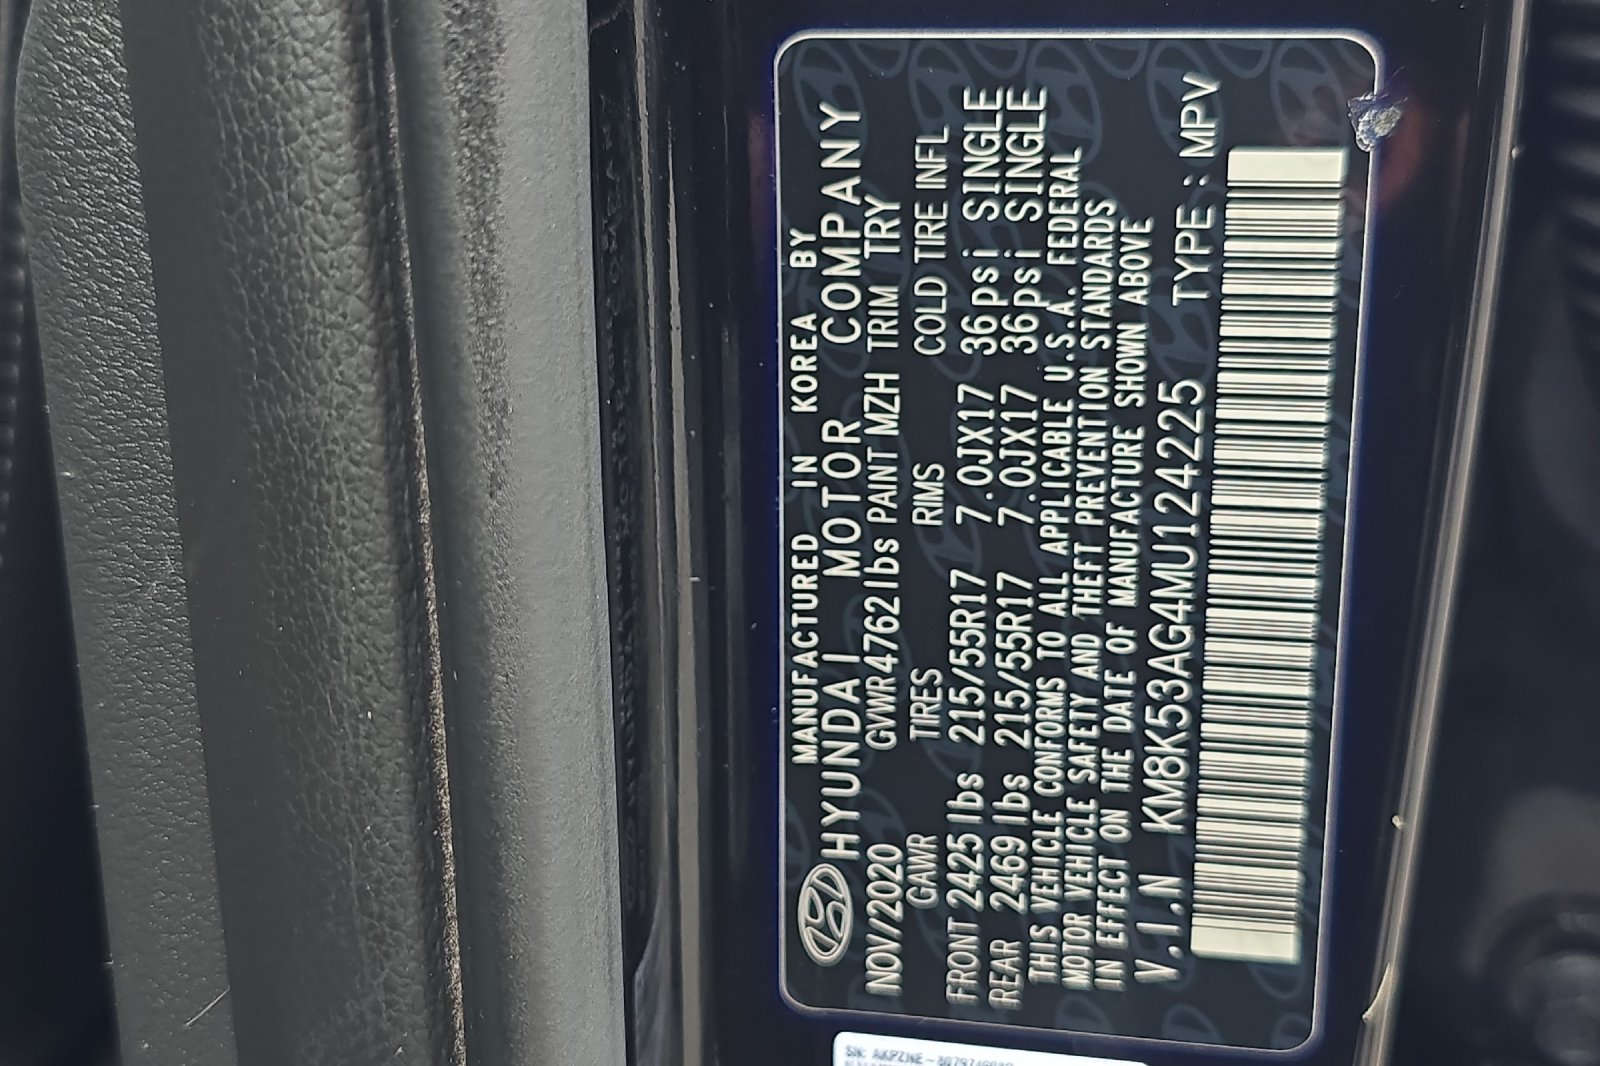 MANUFACTURED IN KOREA BY
HYUNDAI MOTOR COMPANY
NOV/2020 GVWR4762lbs PAINT MZH TRIM TRY
GAWR TIRES RIMS COLD TIRE INFL
FRONT 2425 lbs 215/55R17 7.0JX17 36psi SINGLE
REAR 2469 lbs 215/55R17 7.0JX17 36psi SINGLE
THIS VEHICLE CONFORMS TO ALL APPLICABLE U.S.A. FEDERAL
MOTOR VEHICLE SAFETY AND THEFT PREVENTION STANDARDS
IN EFFECT ON THE DATE OF MANUFACTURE SHOWN ABOVE
V.I.N KM8K53AG4MU124225 TYPE : MPV
SN: